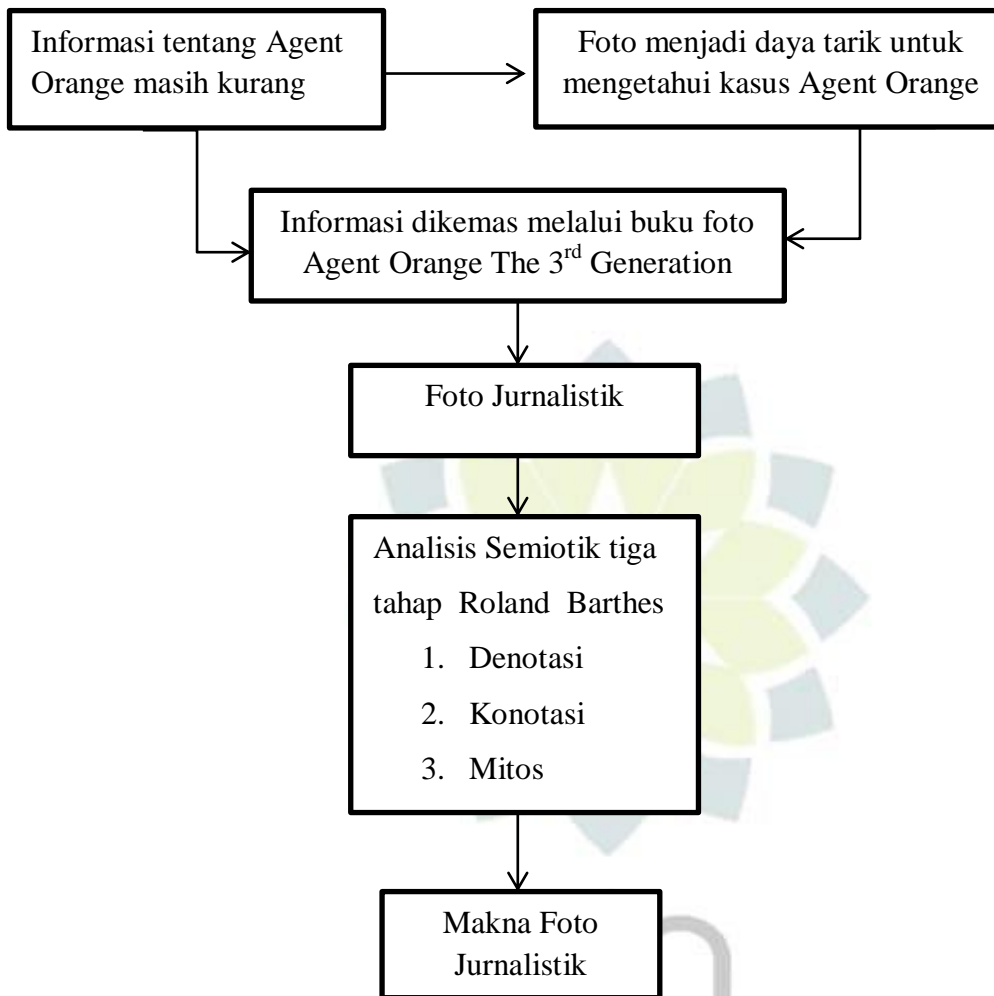 Informasi tentang Agent
Orange masih kurang
Foto menjadi daya tarik untuk
mengetahui kasus Agent Orange
Informasi dikemas melalui buku foto
Agent Orange The 3rd Generation
Foto Jurnalistik
Analisis Semiotik tiga
tahap Roland Barthes
1. Denotasi
2. Konotasi
3. Mitos
Makna Foto
Jurnalistik